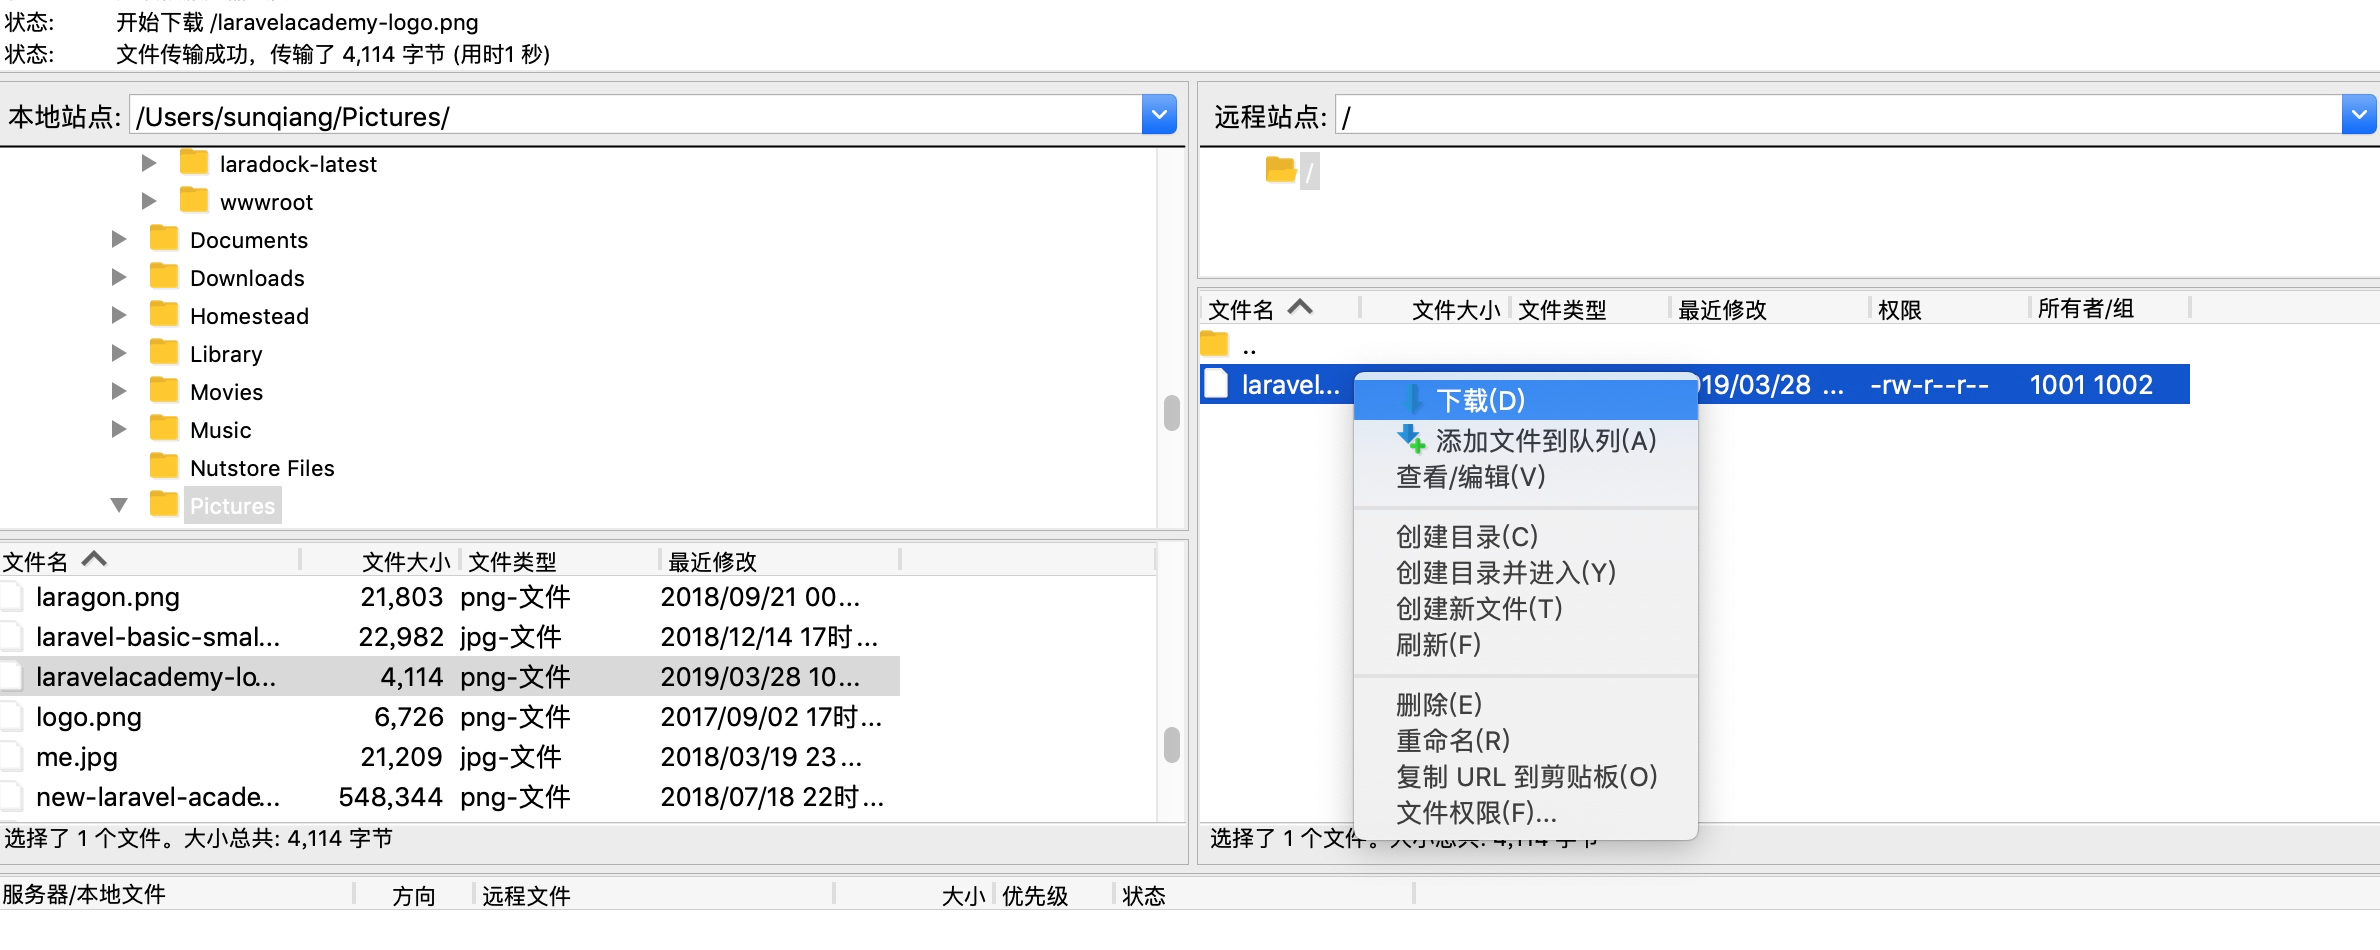 状态: 开始下载 /laravelacademy-logo.png
状态: 文件传输成功，传输了 4,114 字节 (用时1 秒)
本地站点: /Users/sunqiang/Pictures/
laradock-latest
wwwroot
Documents
Downloads
Homestead
Library
Movies
Music
Nutstore Files
Pictures
文件名 文件大小 文件类型 最近修改
laragon.png 21,803 png-文件 2018/09/21 00...
laravel-basic-smal... 22,982 jpg-文件 2018/12/14 17时...
laravelacademy-lo... 4,114 png-文件 2019/03/28 10...
logo.png 6,726 png-文件 2017/09/02 17时...
me.jpg 21,209 jpg-文件 2018/03/19 23...
new-laravel-acade... 548,344 png-文件 2018/07/18 22时...
选择了 1 个文件。大小总共: 4,114 字节
远程站点: /
/
文件名 文件大小 文件类型 最近修改 权限 所有者/组
..
laravel... 19/03/28 ... -rw-r--r-- 1001 1002
下载(D)
添加文件到队列(A)
查看/编辑(V)
创建目录(C)
创建目录并进入(Y)
创建新文件(T)
刷新(F)
删除(E)
重命名(R)
复制 URL 到剪贴板(O)
文件权限(F)...
选择了 1 个文件。大小总共: 4,114 字节
服务器/本地文件 方向 远程文件 大小 优先级 状态